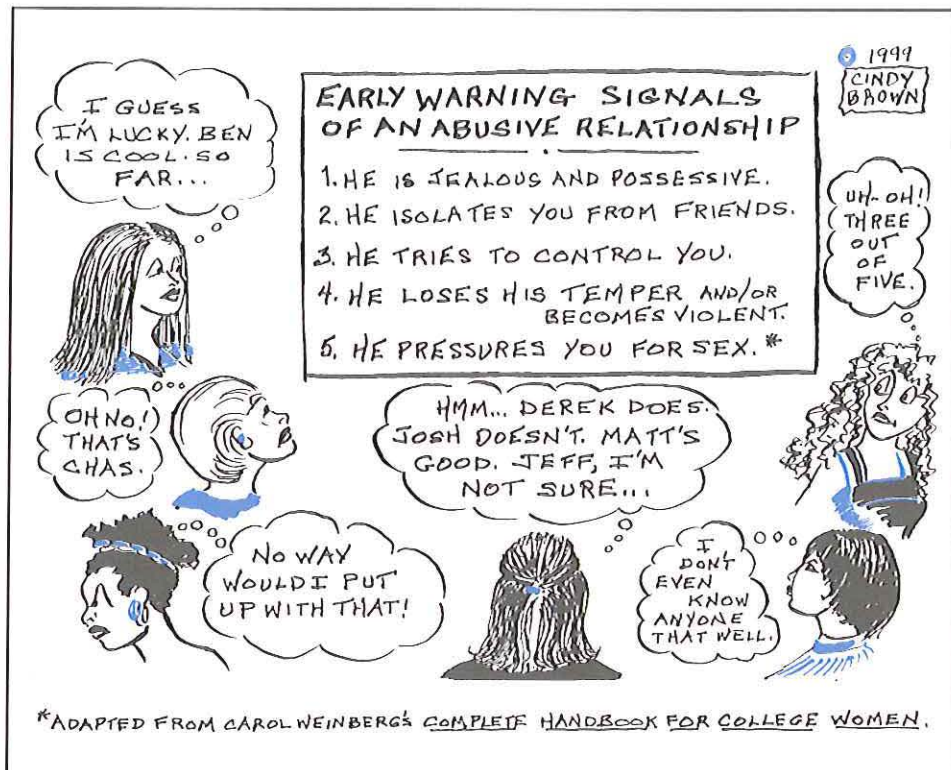 © 1999
CINDY
BROWN
I GUESS
I'M LUCKY. BEN
IS COOL. SO
FAR...
EARLY WARNING SIGNALS
OF AN ABUSIVE RELATIONSHIP
1. HE IS JEALOUS AND POSSESSIVE.
2. HE ISOLATES YOU FROM FRIENDS.
3. HE TRIES TO CONTROL YOU.
4. HE LOSES HIS TEMPER AND/OR
BECOMES VIOLENT.
5. HE PRESSURES YOU FOR SEX.*
UH-OH!
THREE
OUT
OF
FIVE.
OH NO!
THAT'S
CHAS.
HMM... DEREK DOES.
JOSH DOESN'T. MATT'S
GOOD. JEFF, I'M
NOT SURE...
NO WAY
WOULD I PUT
UP WITH THAT!
I
DON'T
EVEN
KNOW
ANYONE
THAT WELL.
*ADAPTED FROM CAROL WEINBERG'S COMPLETE HANDBOOK FOR COLLEGE WOMEN.